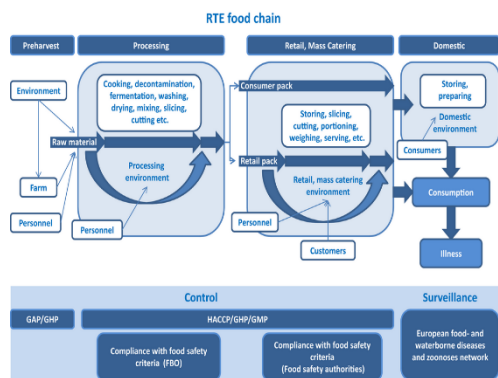 RTE food chain
Preharvest
Processing
Retail, Mass Catering
Domestic
Environment
Farm
Personnel
Raw material
Cooking, decontamination,
fermentation, washing,
drying, mixing, slicing,
cutting etc.
Processing
environment
Personnel
Consumer pack
Storing, slicing,
cutting, portioning,
weighing, serving, etc.
Retail pack
Retail, mass catering
environment
Personnel
Customers
Storing,
preparing
Domestic
environment
Consumers
Consumption
Illness
Control
Surveillance
GAP/GHP
HACCP/GHP/GMP
Compliance with food safety
criteria (FBO)
Compliance with food safety
criteria
(Food safety authorities)
European food- and
waterborne diseases
and zoonoses network